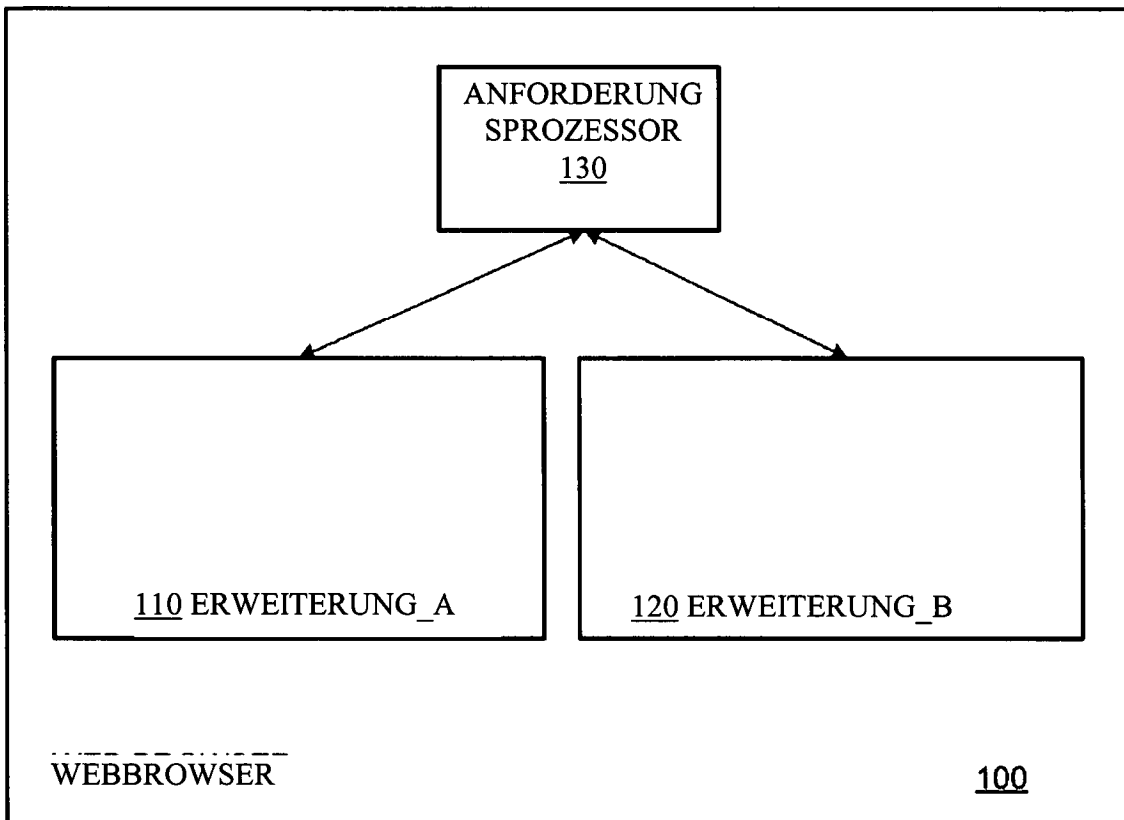 ANFORDERUNG
SPROZESSOR
130
110 ERWEITERUNG_A
120 ERWEITERUNG_B
WEBBROWSER
100